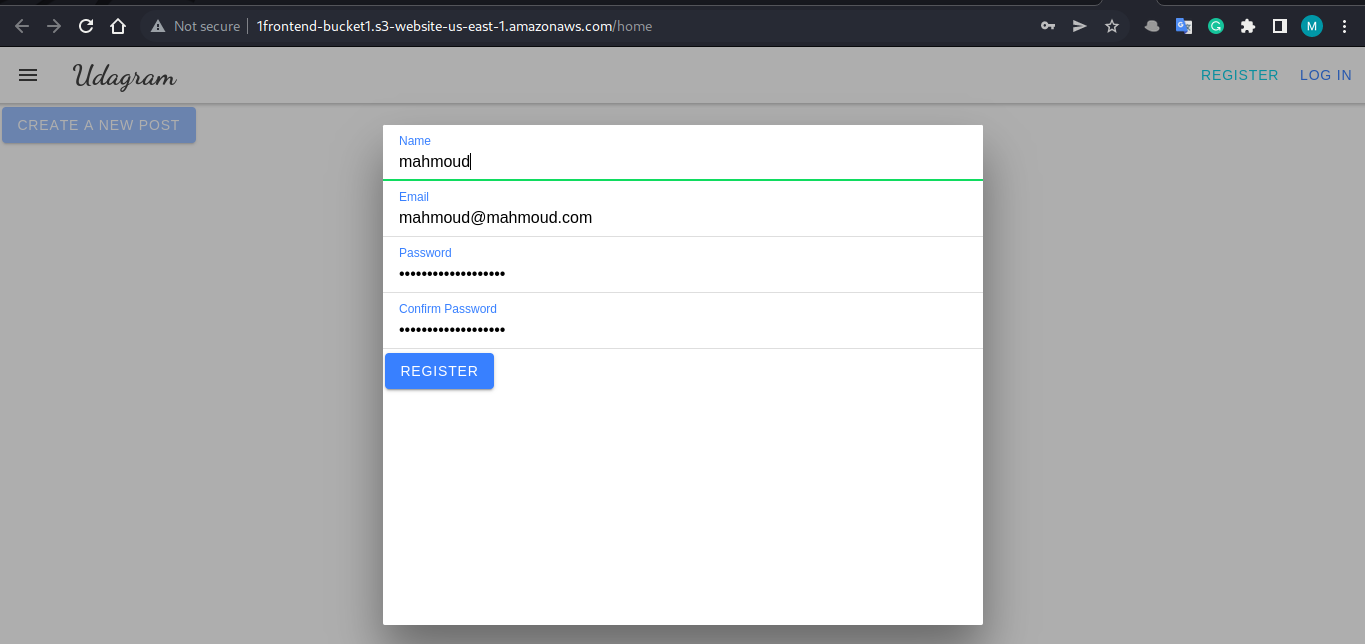 Not secure 1frontend-bucket1.s3-website-us-east-1.amazonaws.com/home
M
Udagram
REGISTER LOG IN
CREATE A NEW POST
Name
mahmoud
Email
mahmoud@mahmoud.com
Password
•••••••••••••••••••
Confirm Password
•••••••••••••••••••
REGISTER